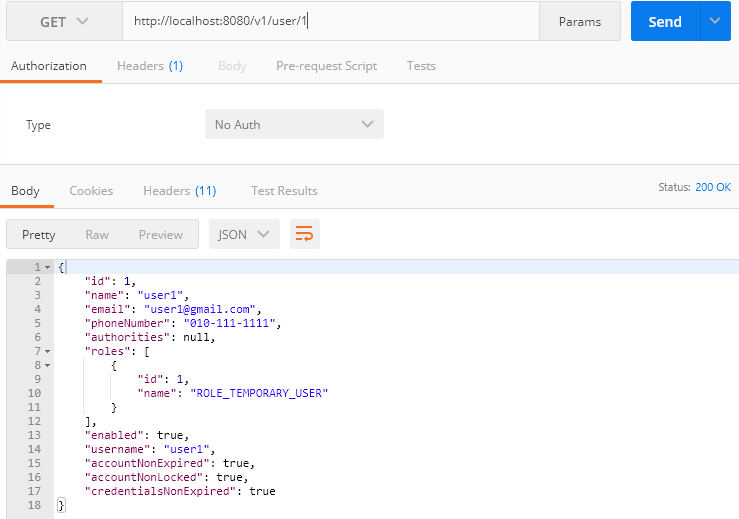 GET http://localhost:8080/v1/user/1 Params Send
Authorization Headers (1) Body Pre-request Script Tests
Type No Auth
Body Cookies Headers (11) Test Results Status: 200 OK
Pretty Raw Preview JSON
1 {
2 "id": 1,
3 "name": "user1",
4 "email": "user1@gmail.com",
5 "phoneNumber": "010-111-1111",
6 "authorities": null,
7 "roles": [
8 {
9 "id": 1,
10 "name": "ROLE_TEMPORARY_USER"
11 }
12 ],
13 "enabled": true,
14 "username": "user1",
15 "accountNonExpired": true,
16 "accountNonLocked": true,
17 "credentialsNonExpired": true
18 }